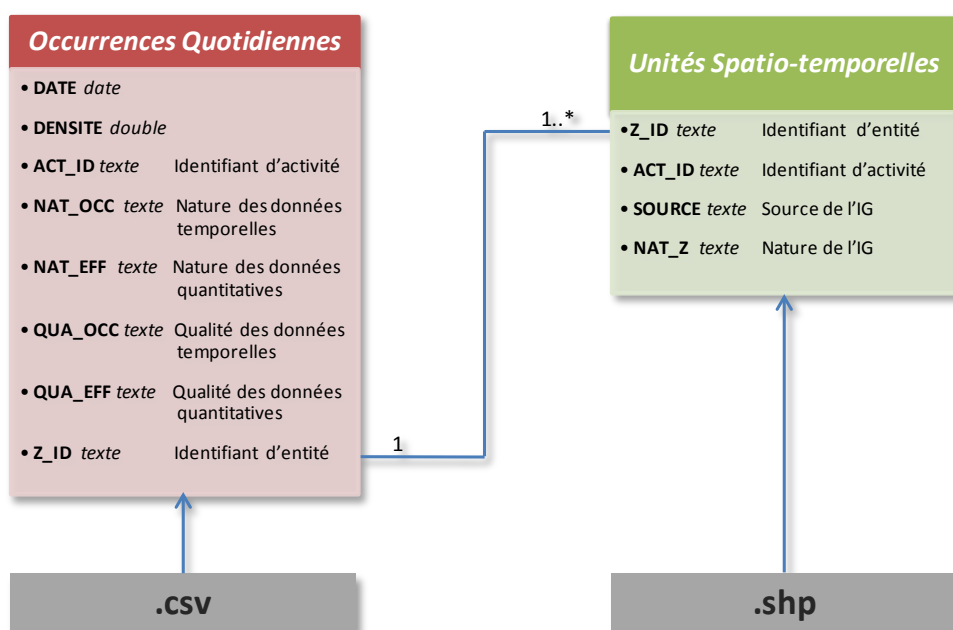 Occurrences Quotidiennes
• DATE date
• DENSITE double
• ACT_ID texte Identifiant d'activité
• NAT_OCC texte Nature des données
temporelles
• NAT_EFF texte Nature des données
quantitatives
• QUA_OCC texte Qualité des données
temporelles
• QUA_EFF texte Qualité des données
quantitatives
• Z_ID texte Identifiant d'entité
1
1..*
Unités Spatio-temporelles
•Z_ID texte Identifiant d'entité
• ACT_ID texte Identifiant d'activité
• SOURCE texte Source de l'IG
• NAT_Z texte Nature de l'IG
.csv
.shp